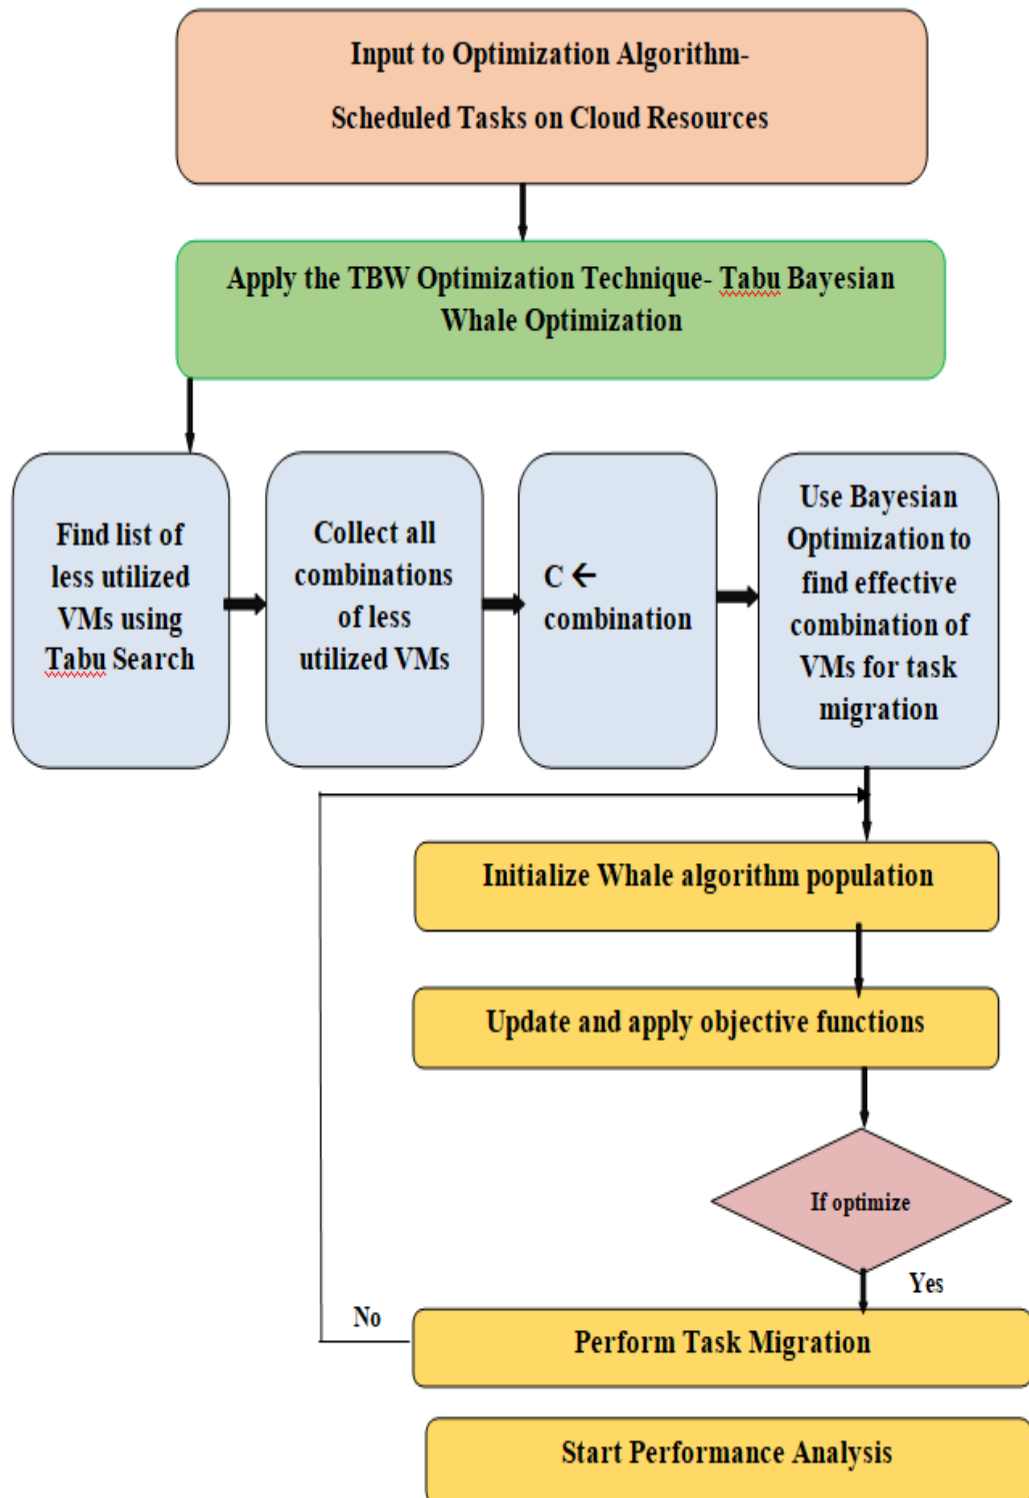 Input to Optimization Algorithm-
Scheduled Tasks on Cloud Resources
Apply the TBW Optimization Technique- Tabu Bayesian
Whale Optimization
Find list of
less utilized
VMs using
Tabu Search
Collect all
combinations
of less
utilized VMs
C ←
combination
Use Bayesian
Optimization to
find effective
combination of
VMs for task
migration
Initialize Whale algorithm population
Update and apply objective functions
If optimize
Yes
No
Perform Task Migration
Start Performance Analysis